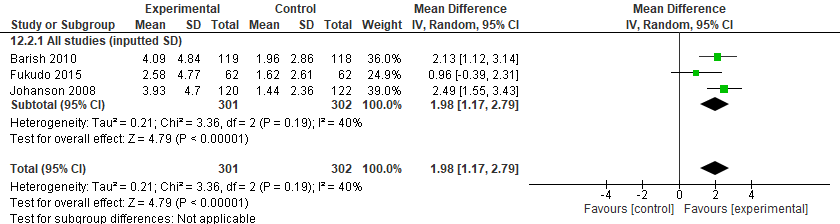 Experimental Control Mean Difference Mean Difference
Study or Subgroup Mean SD Total Mean SD Total Weight IV, Random, 95% CI IV, Random, 95% CI
12.2.1 All studies (inputted SD)
Barish 2010 4.09 4.84 119 1.96 2.86 118 36.0% 2.13 [1.12, 3.14]
Fukudo 2015 2.58 4.77 62 1.62 2.61 62 24.9% 0.96 [-0.39, 2.31]
Johanson 2008 3.93 4.7 120 1.44 2.36 122 39.0% 2.49 [1.55, 3.43]
Subtotal (95% CI) 301 302 100.0% 1.98 [1.17, 2.79]
Heterogeneity: Tau² = 0.21; Chi² = 3.36, df = 2 (P = 0.19); I² = 40%
Test for overall effect: Z = 4.79 (P < 0.00001)
Total (95% CI) 301 302 100.0% 1.98 [1.17, 2.79]
Heterogeneity: Tau² = 0.21; Chi² = 3.36, df = 2 (P = 0.19); I² = 40%
Test for overall effect: Z = 4.79 (P < 0.00001)
Test for subgroup differences: Not applicable
-4 -2 0 2 4
Favours [control] Favours [experimental]